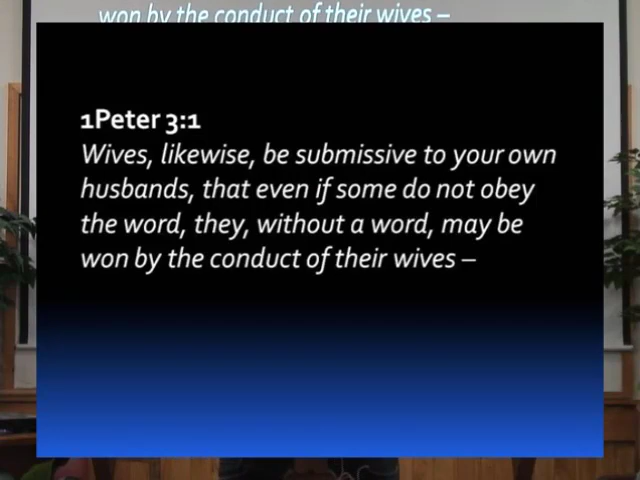 won by the conduct of their wives –
1Peter 3:1
Wives, likewise, be submissive to your own
husbands, that even if some do not obey
the word, they, without a word, may be
won by the conduct of their wives –